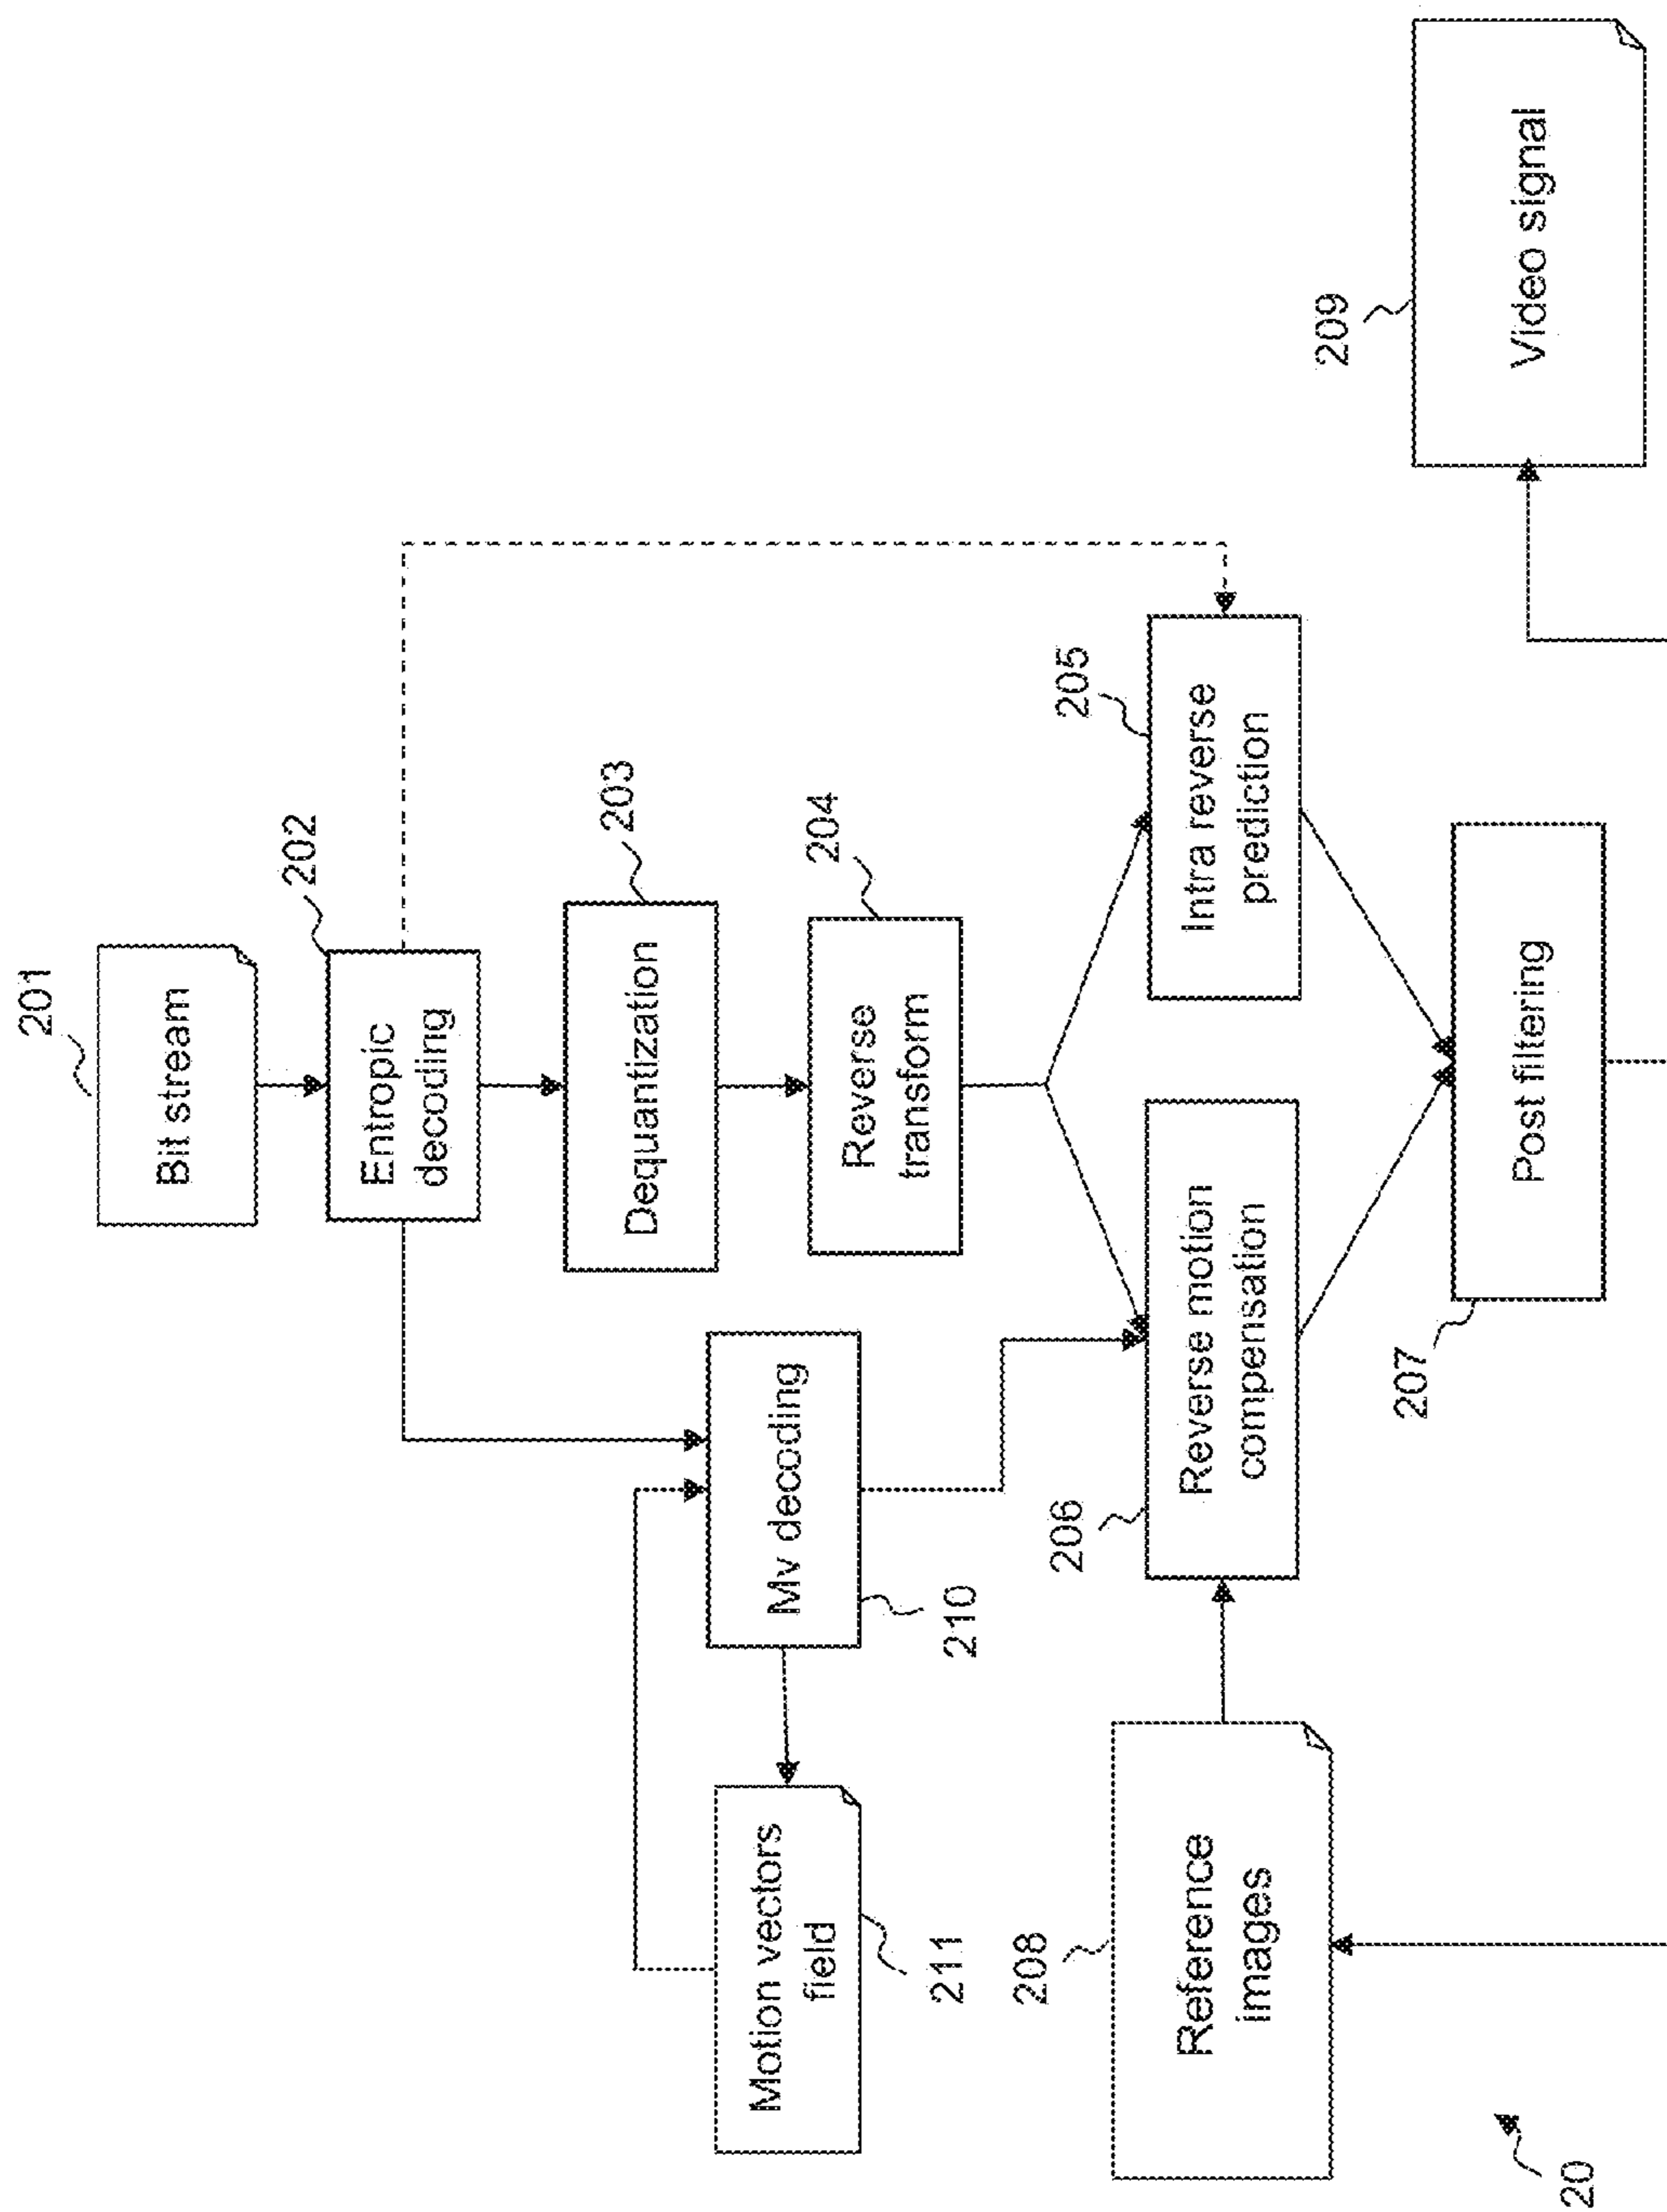 201
Bit stream
202
Entropic
decoding
203
Dequantization
204
Reverse
transform
Mv decoding
210
Motion vectors
field
211
205
Intra reverse
prediction
206
Reverse motion
compensation
208
Reference
images
207
Post filtering
209
Video signal
20